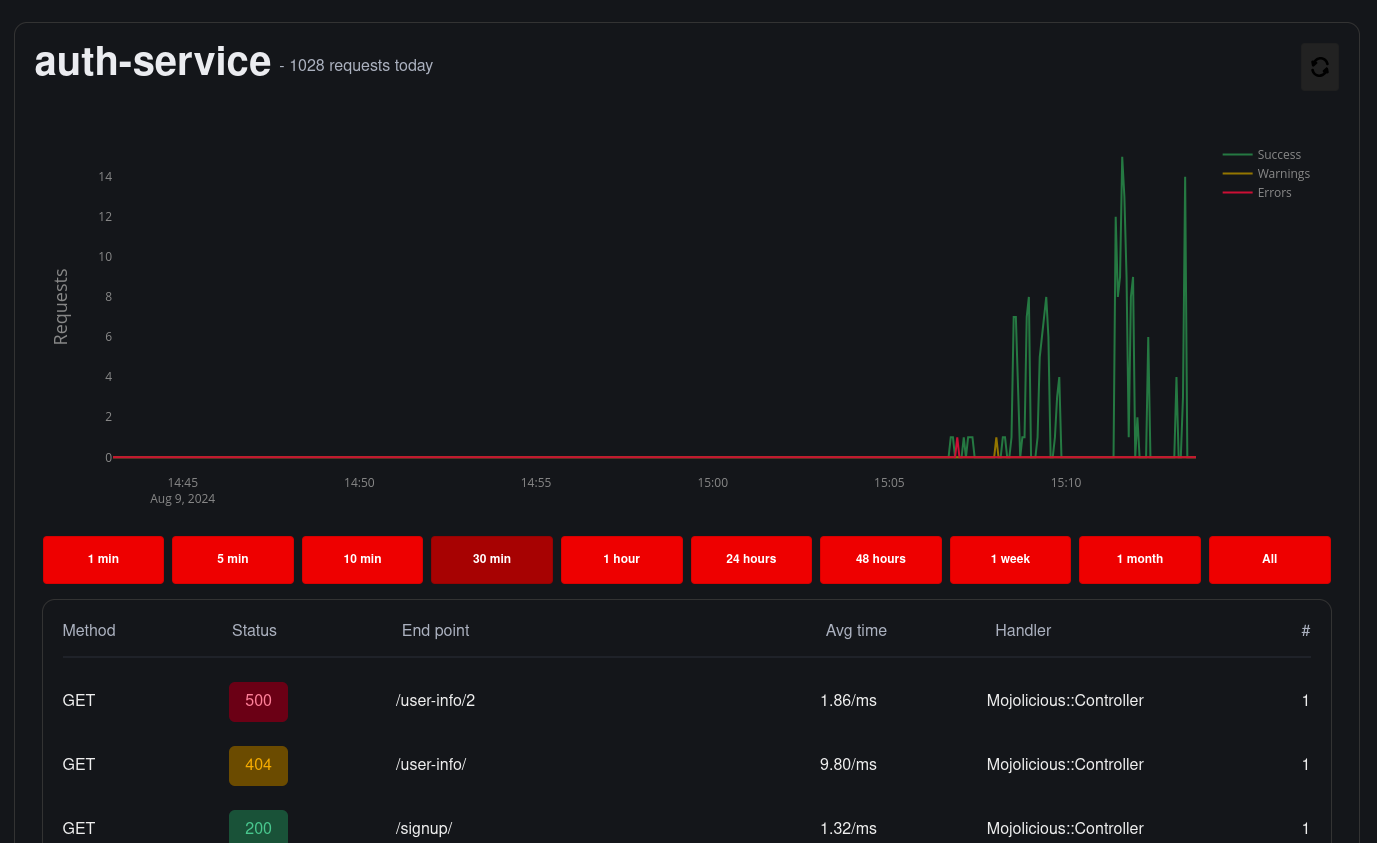 auth-service - 1028 requests today
Success
Warnings
Errors
Requests
14
12
10
8
6
4
2
0
14:45 14:50 14:55 15:00 15:05 15:10
Aug 9, 2024
1 min 5 min 10 min 30 min 1 hour 24 hours 48 hours 1 week 1 month All
Method Status End point Avg time Handler #
GET 500 /user-info/2 1.86/ms Mojolicious::Controller 1
GET 404 /user-info/ 9.80/ms Mojolicious::Controller 1
GET 200 /signup/ 1.32/ms Mojolicious::Controller 1